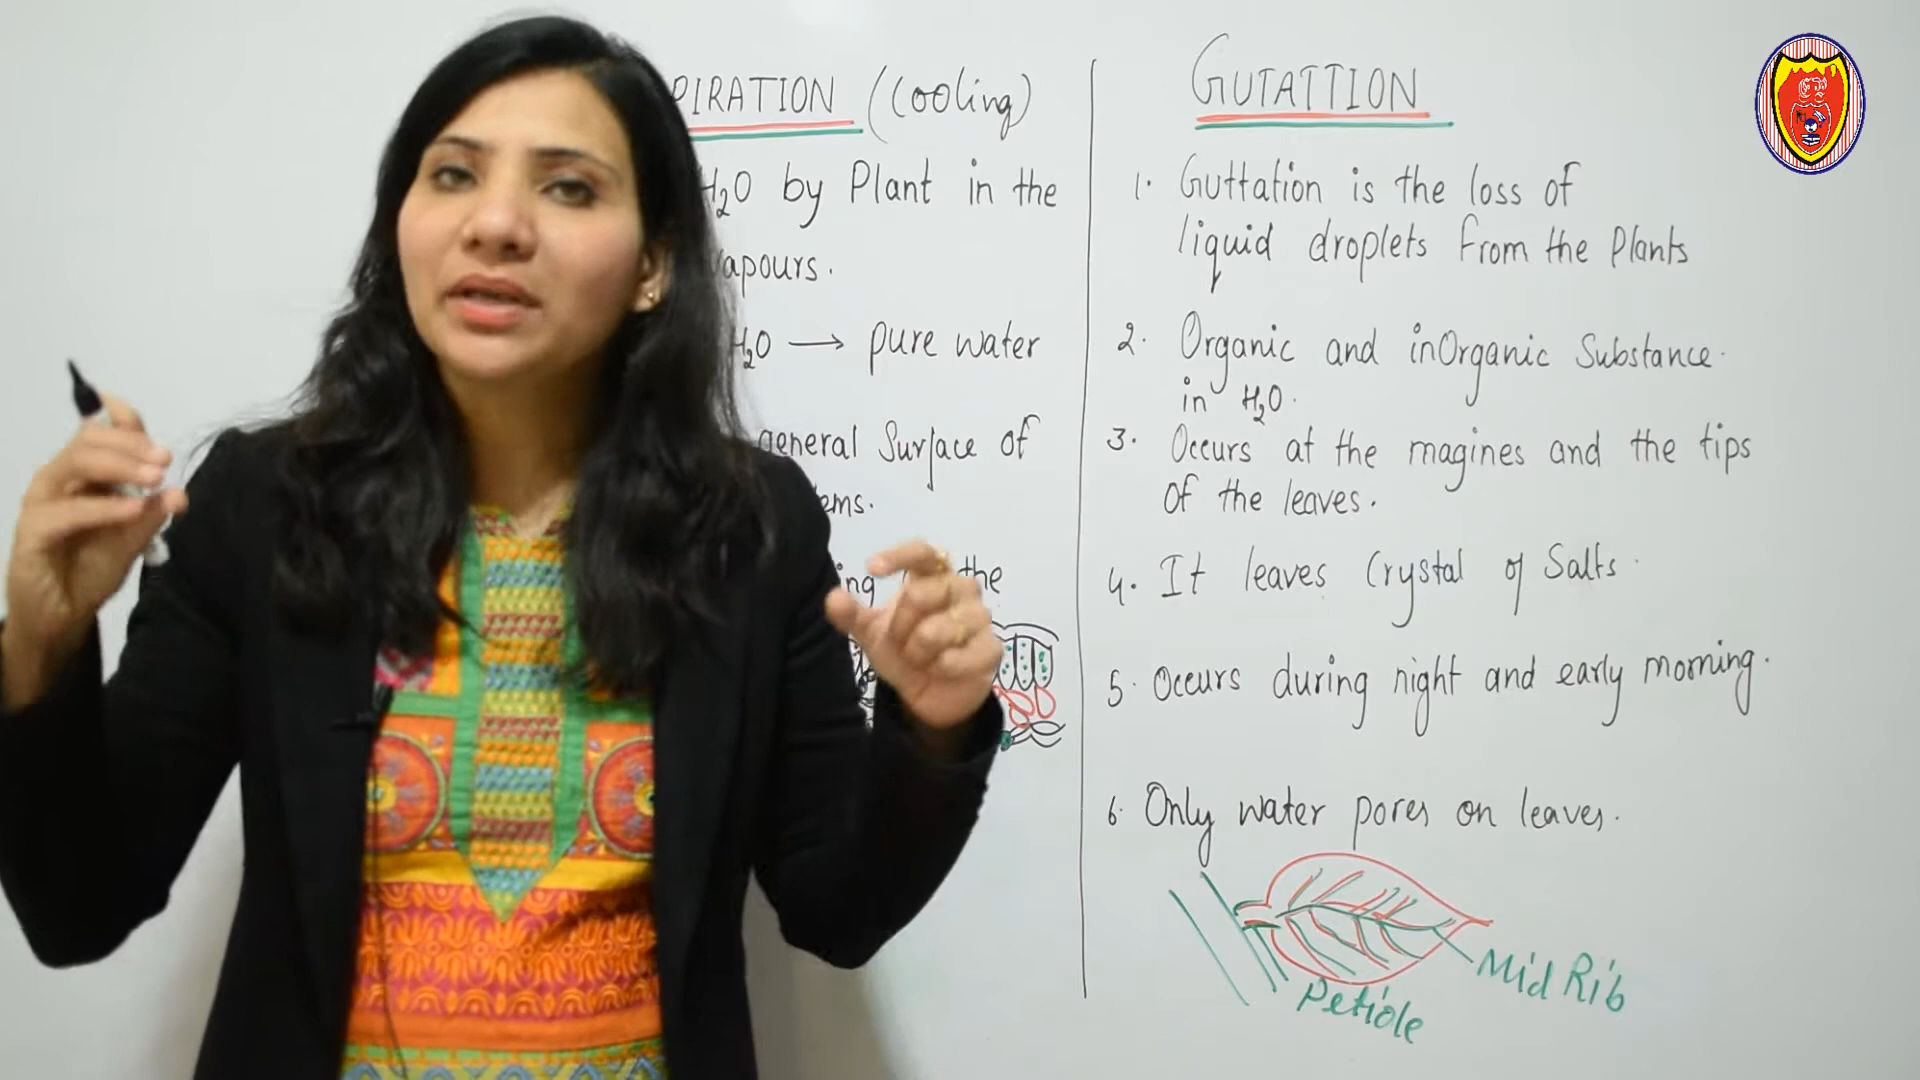 PIRATION (Cooling)
H2O by Plant in the
vapours.
H2O → pure water
general Surface of
ems.
ing the
GUTATTION
1. Guttation is the loss of
liquid droplets from the Plants
2. Organic and inOrganic Substance.
in H2O.
3. Occurs at the magines and the tips
of the leaves.
4. It leaves Crystal of Salts.
5. Occurs during night and early morning.
6. Only water pores on leaves.
Mid Rib
Petiole